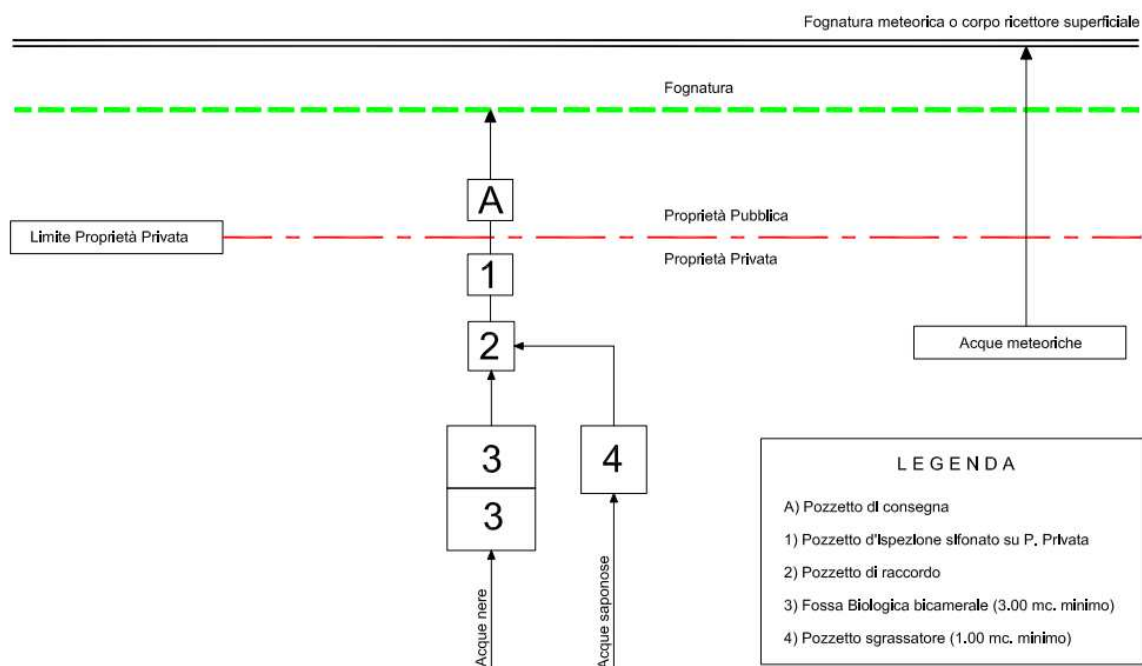 Fognatura meteorica o corpo ricettore superficiale
Fognatura
A
Proprietà Pubblica
Limite Proprietà Privata
Proprietà Privata
1
2
Acque meteoriche
3
4
3
Acque nere
Acque saponose
LEGENDA
A) Pozzetto di consegna
1) Pozzetto d'ispezione sifonato su P. Privata
2) Pozzetto di raccordo
3) Fossa Biologica bicamerale (3.00 mc. minimo)
4) Pozzetto sgrassatore (1.00 mc. minimo)